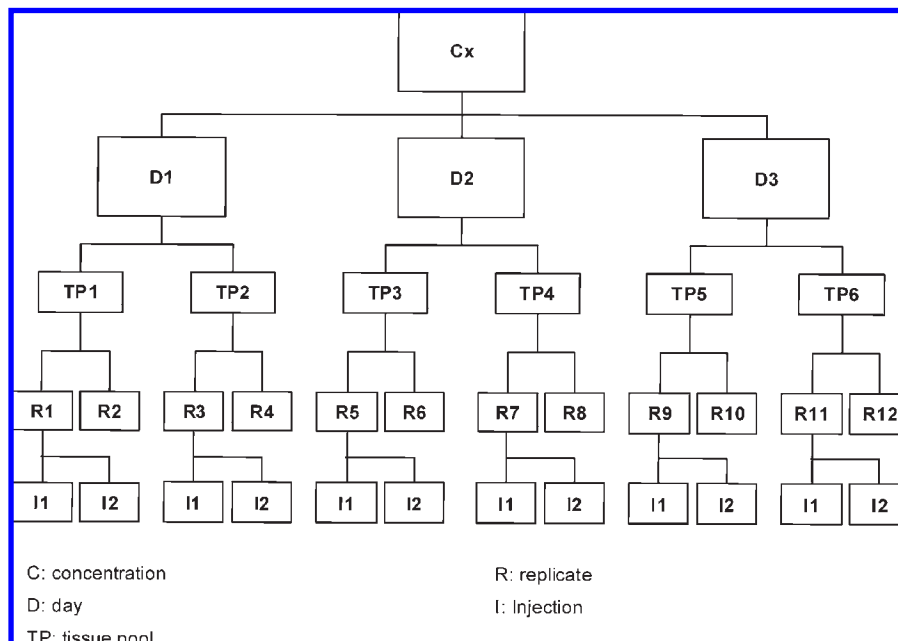 Cx
D1 D2 D3
TP1 TP2 TP3 TP4 TP5 TP6
R1 R2 R3 R4 R5 R6 R7 R8 R9 R10 R11 R12
I1 I2 I1 I2 I1 I2 I1 I2 I1 I2 I1 I2
C: concentration R: replicate
D: day I: Injection
TP: tissue pool